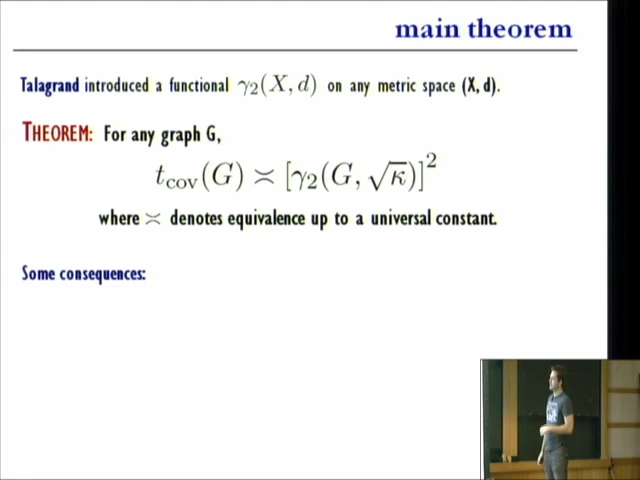 main theorem
Talagrand introduced a functional γ₂(X, d) on any metric space (X, d).
THEOREM: For any graph G,
t_cov(G) ≍ [γ₂(G, √κ)]²
where ≍ denotes equivalence up to a universal constant.
Some consequences: